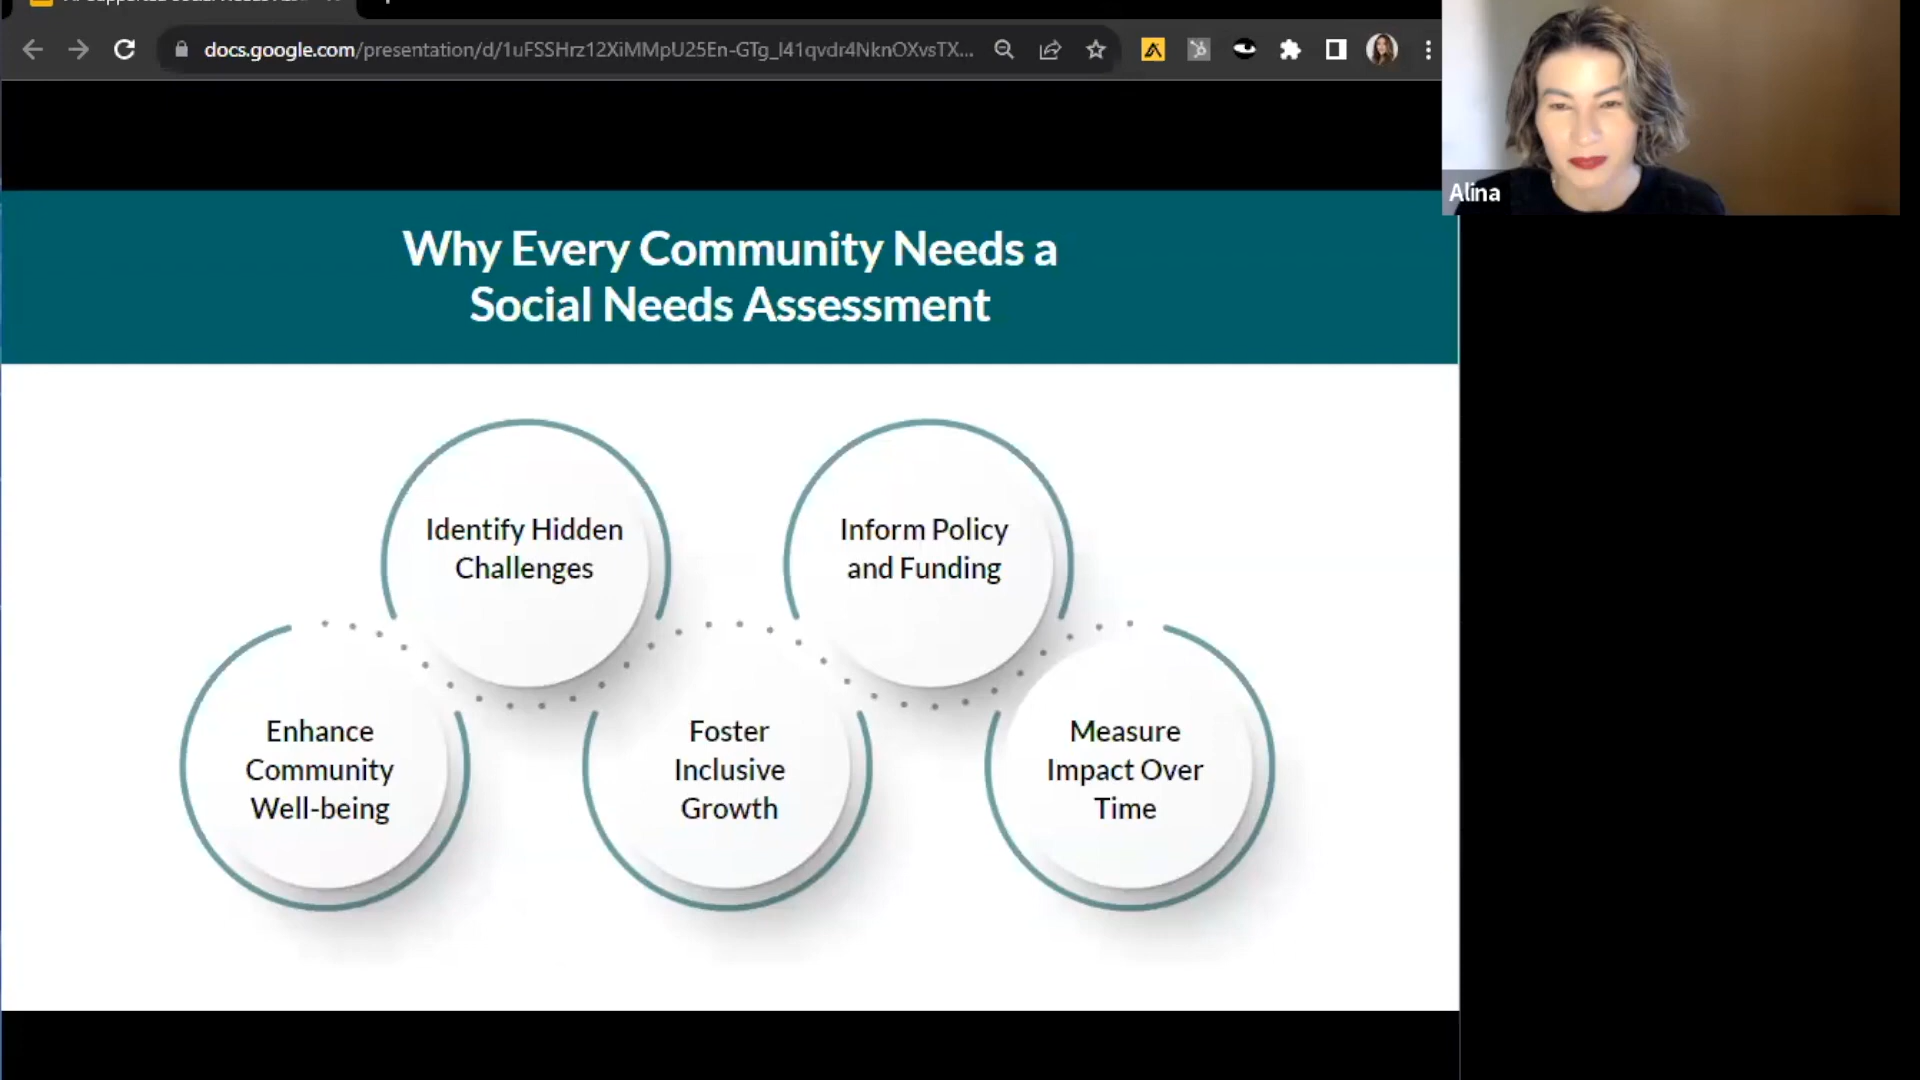 docs.google.com/presentation/d/1uFSSHrz12XiMMpU25En-GTg_l41qvdr4NknOXvsTX...
Alina
Why Every Community Needs a
Social Needs Assessment
Identify Hidden
Challenges
Inform Policy
and Funding
Enhance
Community
Well-being
Foster
Inclusive
Growth
Measure
Impact Over
Time